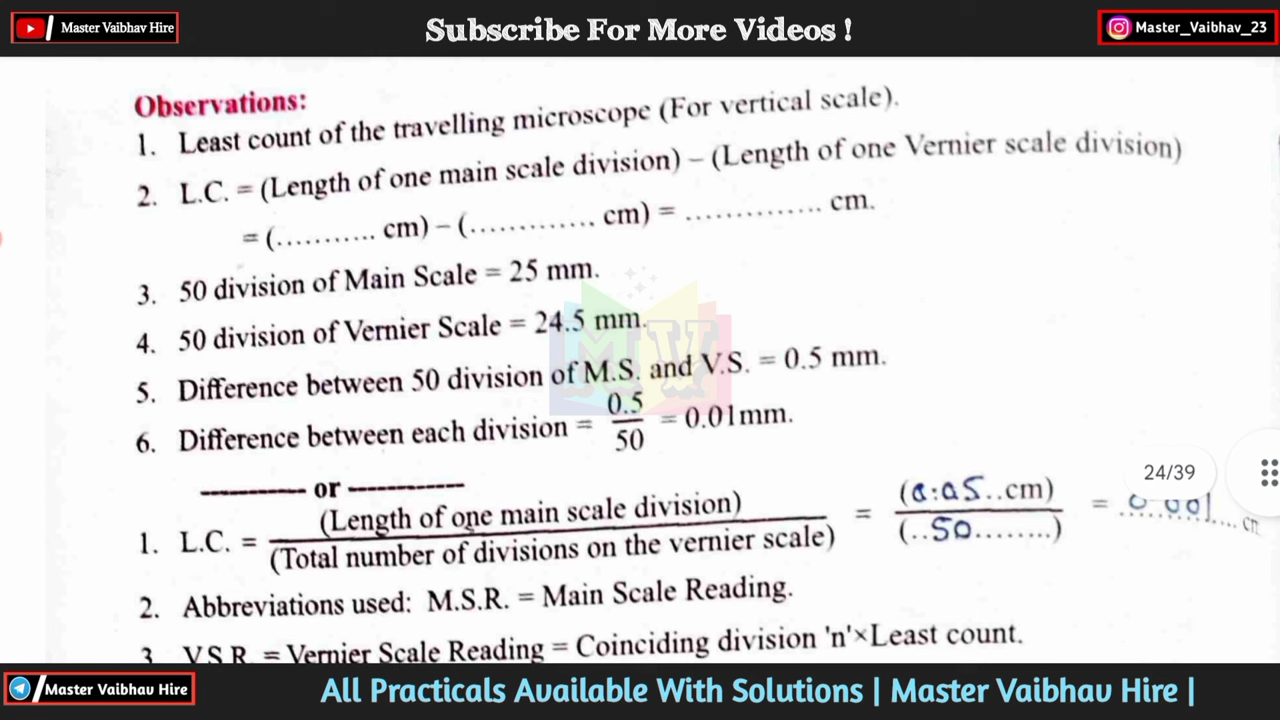 Master Vaibhav Hire
Subscribe For More Videos !
Master_Vaibhav_23
Observations:
1. Least count of the travelling microscope (For vertical scale).
2. L.C. = (Length of one main scale division) – (Length of one Vernier scale division)
= (........... cm) – (............. cm) = .............. cm.
3. 50 division of Main Scale = 25 mm.
4. 50 division of Vernier Scale = 24.5 mm.
5. Difference between 50 division of M.S. and V.S. = 0.5 mm.
6. Difference between each division = 0.5/50 = 0.01mm.
MV
24/39
----------- or ------------
1. L.C. = (Length of one main scale division) / (Total number of divisions on the vernier scale) = (0.05..cm) / (..50........) = 0.001 cm
2. Abbreviations used: M.S.R. = Main Scale Reading.
3 V.S.R. = Vernier Scale Reading = Coinciding division 'n'×Least count.
Master Vaibhav Hire
All Practicals Available With Solutions | Master Vaibhav Hire |